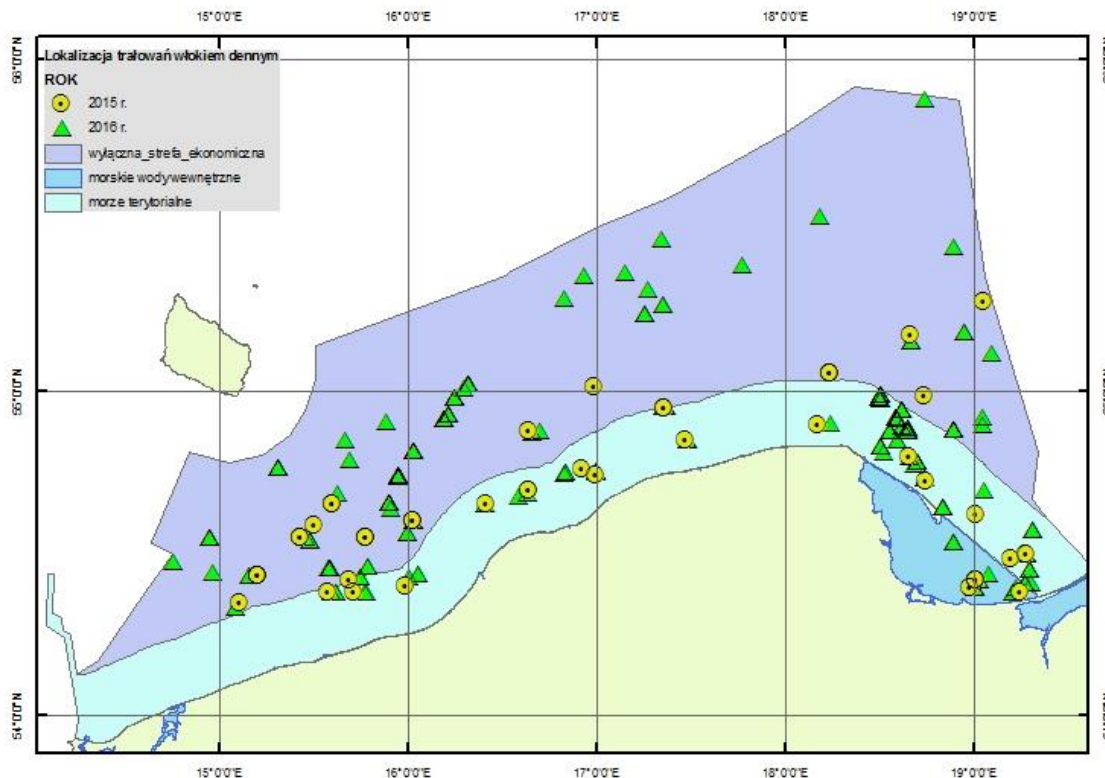 15°0'0"E 16°0'0"E 17°0'0"E 18°0'0"E 19°0'0"E
Lokalizacja trałowań włokiem dennym
ROK
2015 r.
2016 r.
wyłączna_strefa_ekonomiczna
morskie wody wewnętrzne
morze terytorialne
56°0'0"N
55°0'0"N
54°0'0"N
15°0'0"E 16°0'0"E 17°0'0"E 18°0'0"E 19°0'0"E